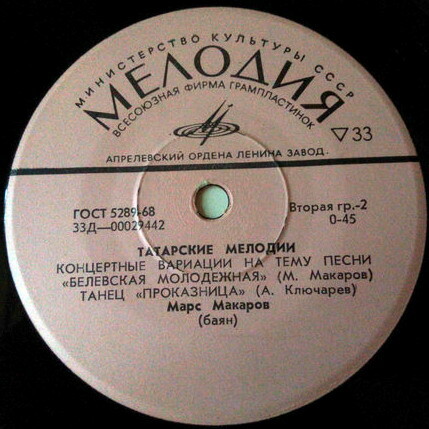 МИНИСТЕРСТВО КУЛЬТУРЫ СССР
МЕЛОДИЯ
ВСЕСОЮЗНАЯ ФИРМА ГРАМПЛАСТИНОК
▽33
АПРЕЛЕВСКИЙ ОРДЕНА ЛЕНИНА ЗАВОД
ГОСТ 5289-68
33Д—00029442
Вторая гр.-2
0-45
ТАТАРСКИЕ МЕЛОДИИ
КОНЦЕРТНЫЕ ВАРИАЦИИ НА ТЕМУ ПЕСНИ
«БЕЛЕВСКАЯ МОЛОДЕЖНАЯ» (М. Макаров)
ТАНЕЦ «ПРОКАЗНИЦА» (А. Ключарев)
Марс Макаров
(баян)